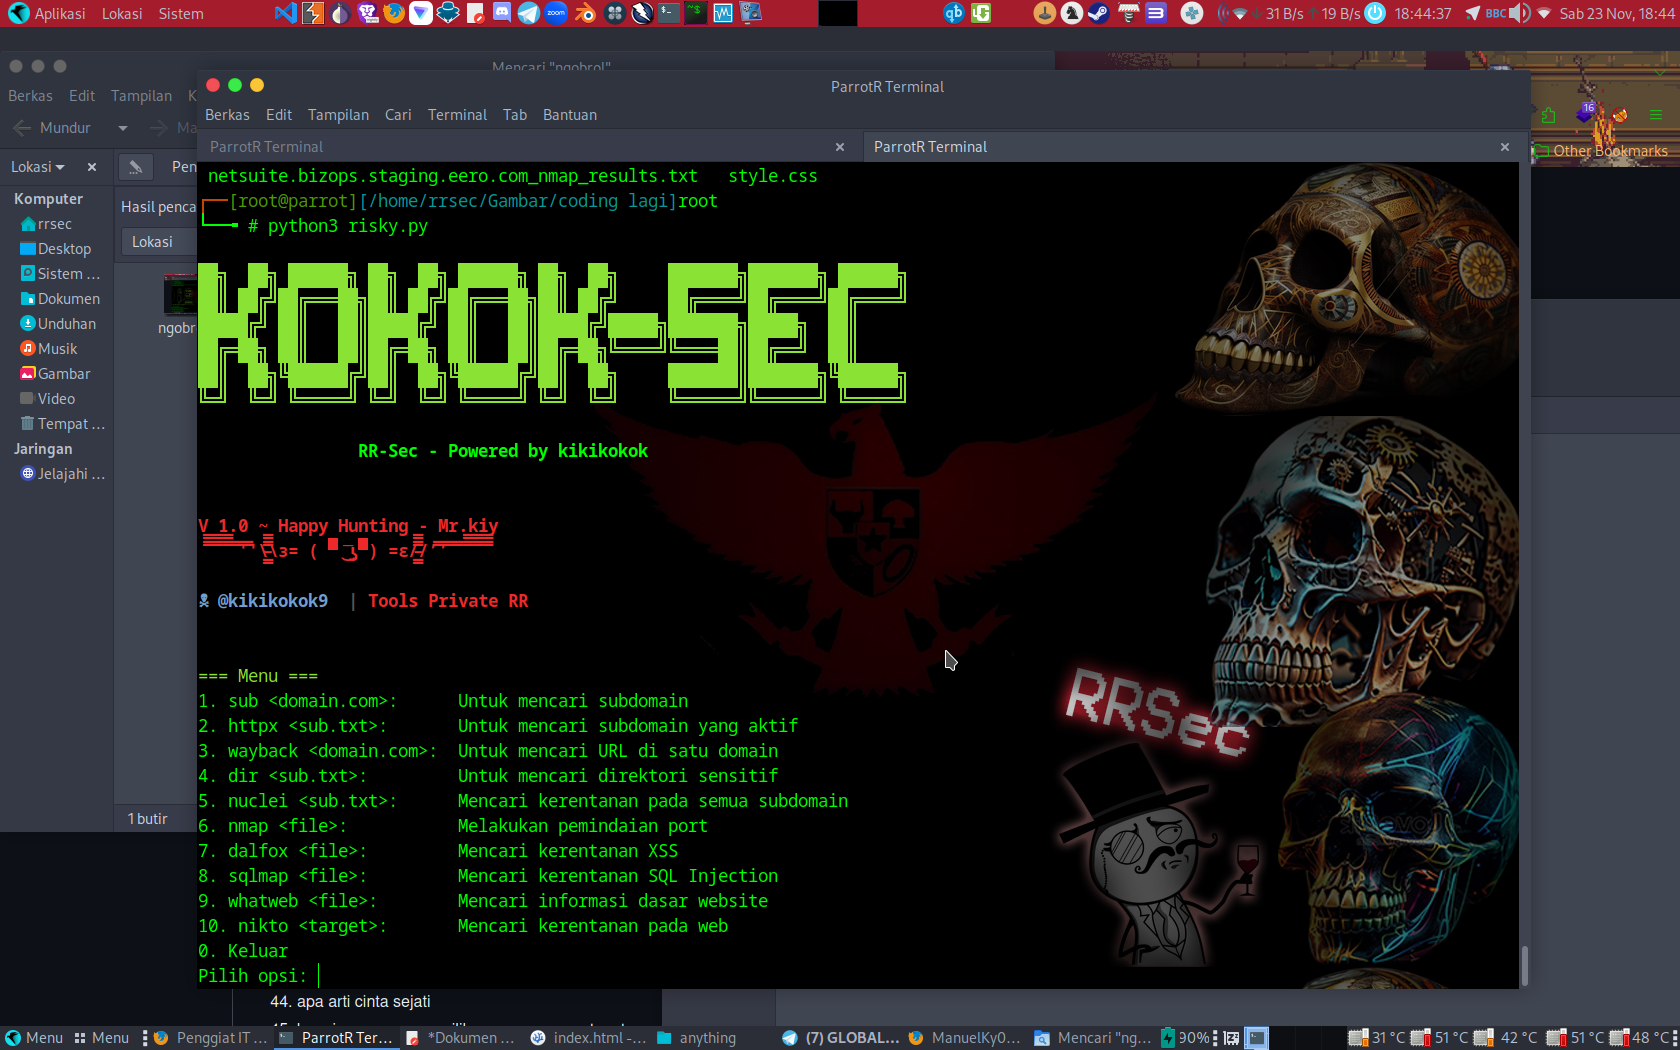 Aplikasi Lokasi Sistem
31 B/s 19 B/s 18:44:37 BBC Sab 23 Nov, 18:44
Mencari "ngobrol"
Berkas Edit Tampilan K
Mundur Ma
Lokasi Pen
Komputer
rrsec
Desktop
Sistem ...
Dokumen
Unduhan
Musik
Gambar
Video
Tempat ...
Jaringan
Jelajahi ...
Hasil penca
Lokasi
ngobr
1 butir
16
Other Bookmarks
ParrotR Terminal
Berkas Edit Tampilan Cari Terminal Tab Bantuan
ParrotR Terminal
ParrotR Terminal
netsuite.bizops.staging.eero.com_nmap_results.txt style.css
[root@parrot][/home/rrsec/Gambar/coding lagi]root
# python3 risky.py
KOKOK-SEC
RR-Sec - Powered by kikikokok
V 1.0 ~ Happy Hunting - Mr.kiy
@kikikokok9 | Tools Private RR
=== Menu ===
1. sub <domain.com>: Untuk mencari subdomain
2. httpx <sub.txt>: Untuk mencari subdomain yang aktif
3. wayback <domain.com>: Untuk mencari URL di satu domain
4. dir <sub.txt>: Untuk mencari direktori sensitif
5. nuclei <sub.txt>: Mencari kerentanan pada semua subdomain
6. nmap <file>: Melakukan pemindaian port
7. dalfox <file>: Mencari kerentanan XSS
8. sqlmap <file>: Mencari kerentanan SQL Injection
9. whatweb <file>: Mencari informasi dasar website
10. nikto <target>: Mencari kerentanan pada web
0. Keluar
Pilih opsi:
RRSec
44. apa arti cinta sejati
Menu Menu Penggiat IT ... ParrotR Ter... *Dokumen ... index.html -... anything (7) GLOBAL... ManuelKy0... Mencari "ng... 90% 31 °C 51 °C 42 °C 51 °C 48 °C